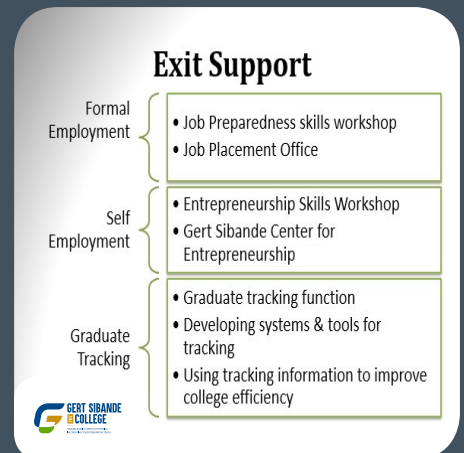 Exit Support
Formal
Employment
• Job Preparedness skills workshop
• Job Placement Office
Self
Employment
• Entrepreneurship Skills Workshop
• Gert Sibande Center for
Entrepreneurship
Graduate
Tracking
• Graduate tracking function
• Developing systems & tools for
tracking
• Using tracking information to improve
college efficiency
GERT SIBANDE
COLLEGE